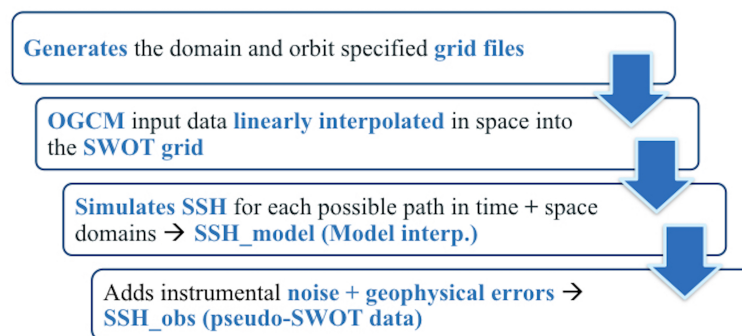 Generates the domain and orbit specified grid files
OGCM input data linearly interpolated in space into
the SWOT grid
Simulates SSH for each possible path in time + space
domains → SSH_model (Model interp.)
Adds instrumental noise + geophysical errors →
SSH_obs (pseudo-SWOT data)